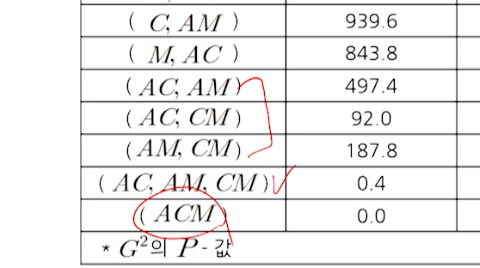 ( C, AM ) 939.6
( M, AC ) 843.8
( AC, AM ) 497.4
( AC, CM ) 92.0
( AM, CM ) 187.8
( AC, AM, CM ) 0.4
( ACM ) 0.0
* G²의 P - 값